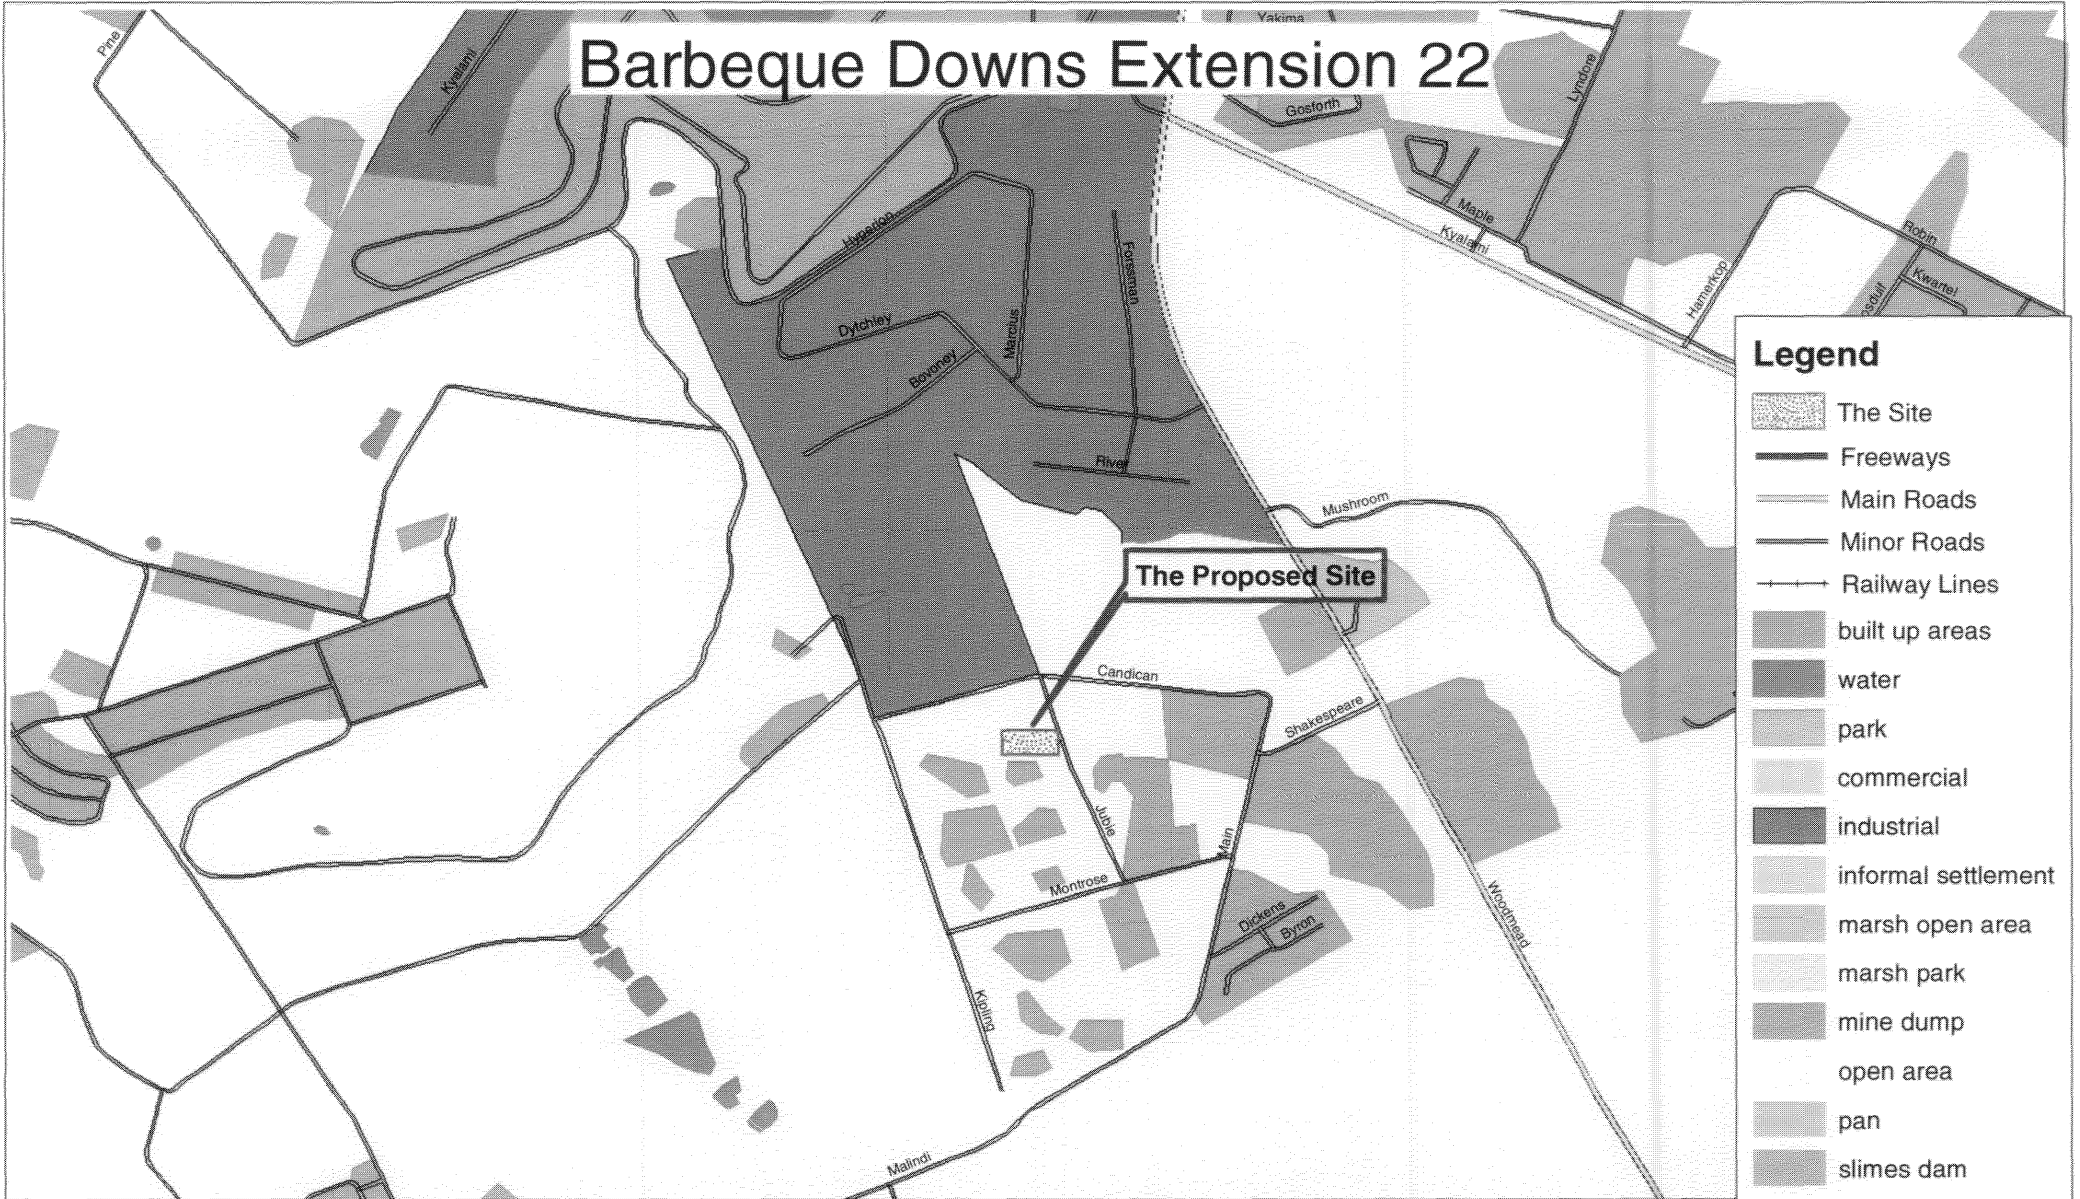 Barbeque Downs Extension 22
Pine
Kyalami
Yakima
Gosforth
Lyndore
Maple
Kyalami
Hamerkop
Robin
Kwartel
Hyperion
Forssman
Marcius
Dytchley
Bovoney
River
Mushroom
The Proposed Site
Candican
Shakespeare
Jubie
Main
Montrose
Dickens
Byron
Woodmead
Kipling
Malindi
Legend
The Site
Freeways
Main Roads
Minor Roads
Railway Lines
built up areas
water
park
commercial
industrial
informal settlement
marsh open area
marsh park
mine dump
open area
pan
slimes dam